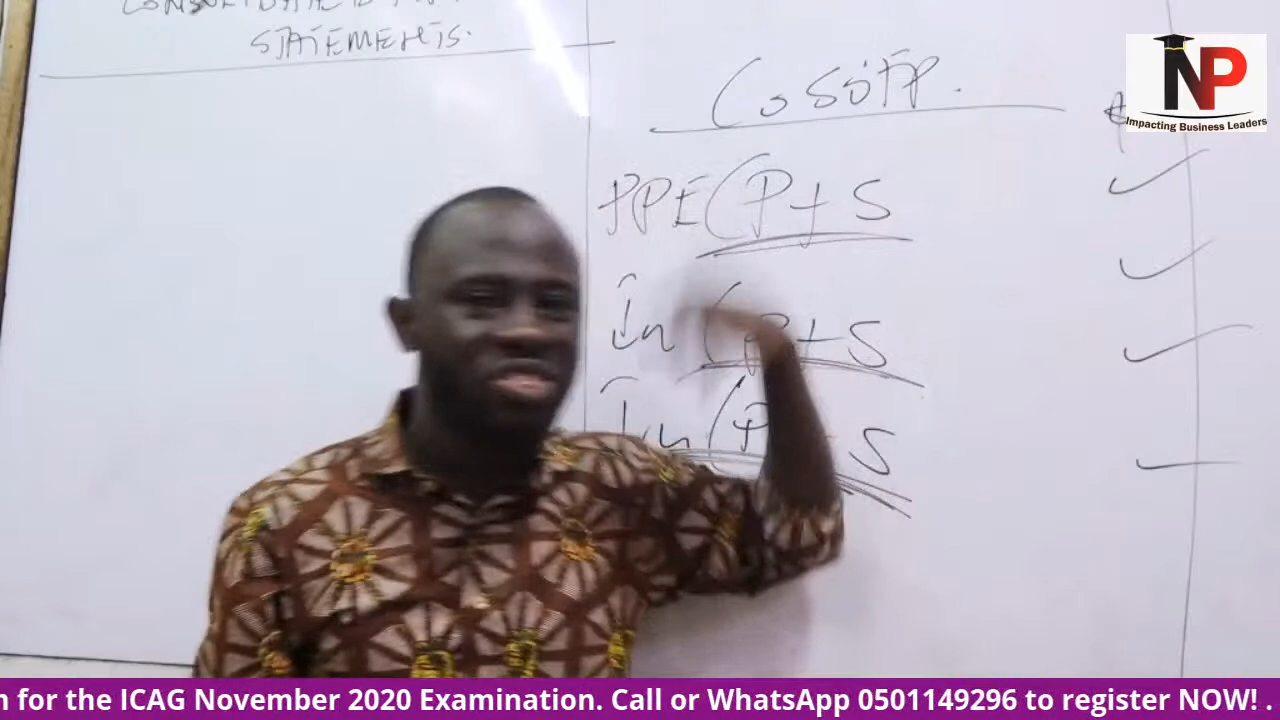 STATEMENTS.
CoSOFP.
PPE (P+S
In (P+S
In (P+S
NP
Impacting Business Leaders
n for the ICAG November 2020 Examination. Call or WhatsApp 0501149296 to register NOW! .